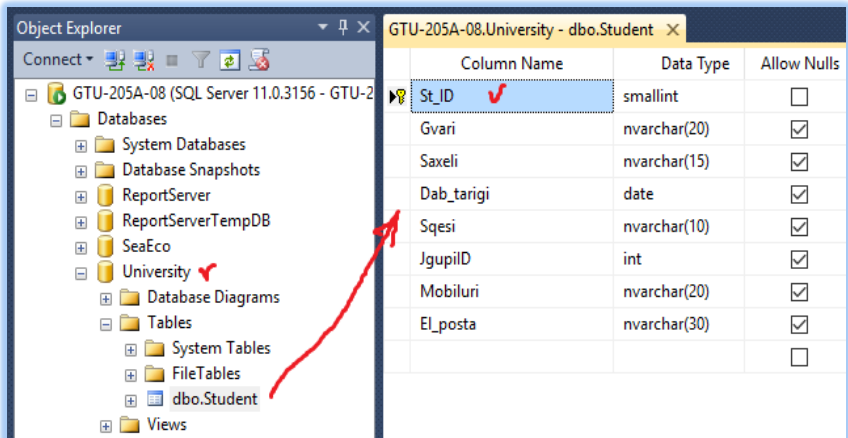 Object Explorer
Connect
GTU-205A-08 (SQL Server 11.0.3156 - GTU-2
Databases
System Databases
Database Snapshots
ReportServer
ReportServerTempDB
SeaEco
University
Database Diagrams
Tables
System Tables
FileTables
dbo.Student
Views
GTU-205A-08.University - dbo.Student
Column Name Data Type Allow Nulls
St_ID smallint
Gvari nvarchar(20)
Saxeli nvarchar(15)
Dab_tarigi date
Sqesi nvarchar(10)
JgupiID int
Mobiluri nvarchar(20)
El_posta nvarchar(30)